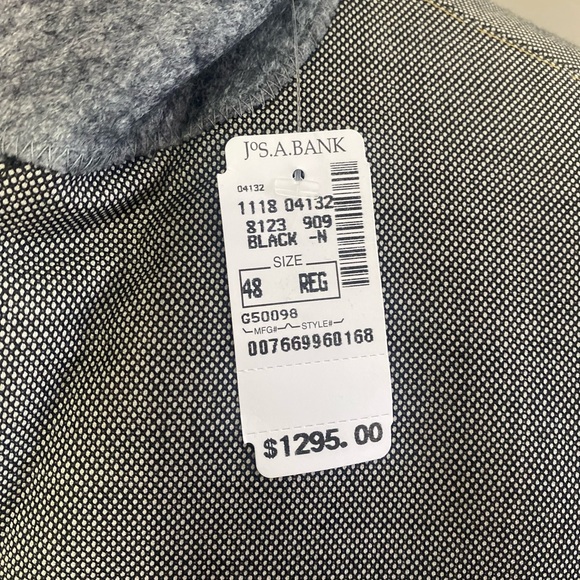 JoS.A.BANK
04132
1118 04132
8123 909
BLACK -N
SIZE
48 REG
G50098
MFG# STYLE#
007669960168
$1295.00